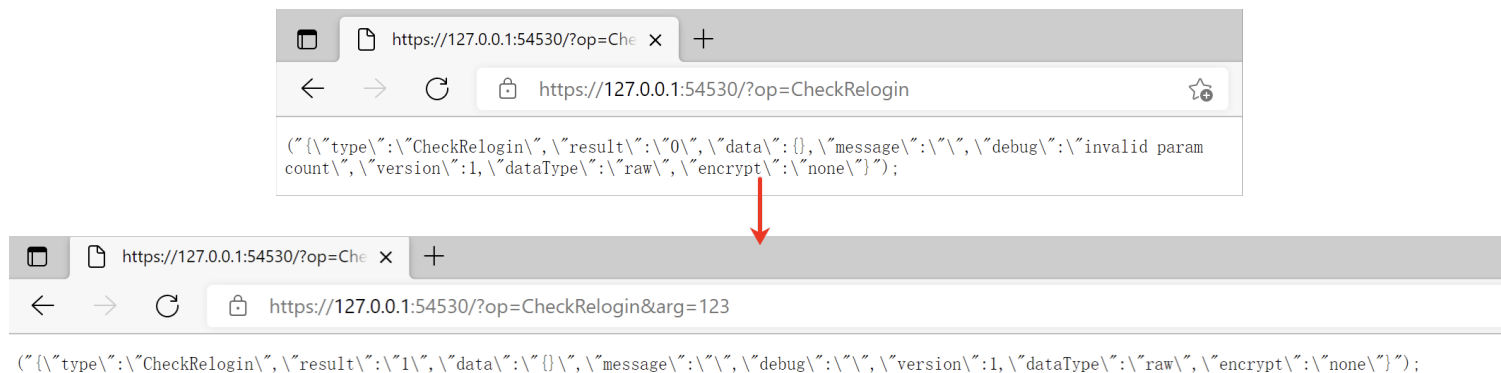 https://127.0.0.1:54530/?op=Che
https://127.0.0.1:54530/?op=CheckRelogin
("{\"type\":\"CheckRelogin\",\"result\":\"0\",\"data\":{},\"message\":\"\",\"debug\":\"invalid param
count\",\"version\":1,\"dataType\":\"raw\",\"encrypt\":\"none\"}");
https://127.0.0.1:54530/?op=Che
https://127.0.0.1:54530/?op=CheckRelogin&arg=123
("{\"type\":\"CheckRelogin\",\"result\":\"1\",\"data\":\"{}\",\"message\":\"\",\"debug\":\"\",\"version\":1,\"dataType\":\"raw\",\"encrypt\":\"none\"}");